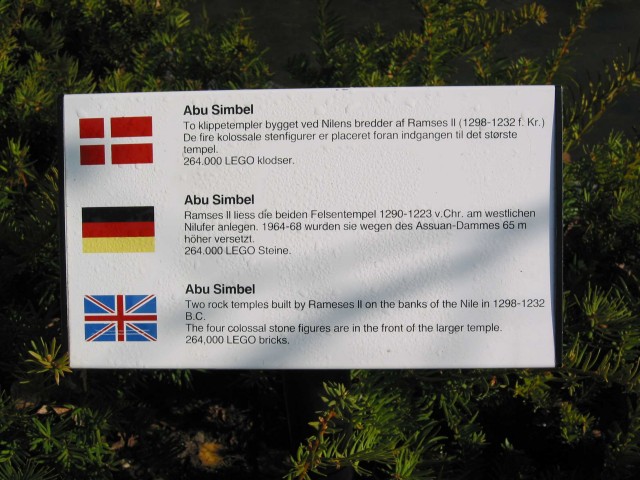 Abu Simbel
To klippetempler bygget ved Nilens bredder af Ramses II (1298-1232 f. Kr.)
De fire kolossale stenfigurer er placeret foran indgangen til det største
tempel.
264.000 LEGO klodser.
Abu Simbel
Ramses II liess die beiden Felsentempel 1290-1223 v.Chr. am westlichen
Nilufer anlegen. 1964-68 wurden sie wegen des Assuan-Dammes 65 m
höher versetzt.
264.000 LEGO Steine.
Abu Simbel
Two rock temples built by Rameses II on the banks of the Nile in 1298-1232
B.C.
The four colossal stone figures are in the front of the larger temple.
264,000 LEGO bricks.